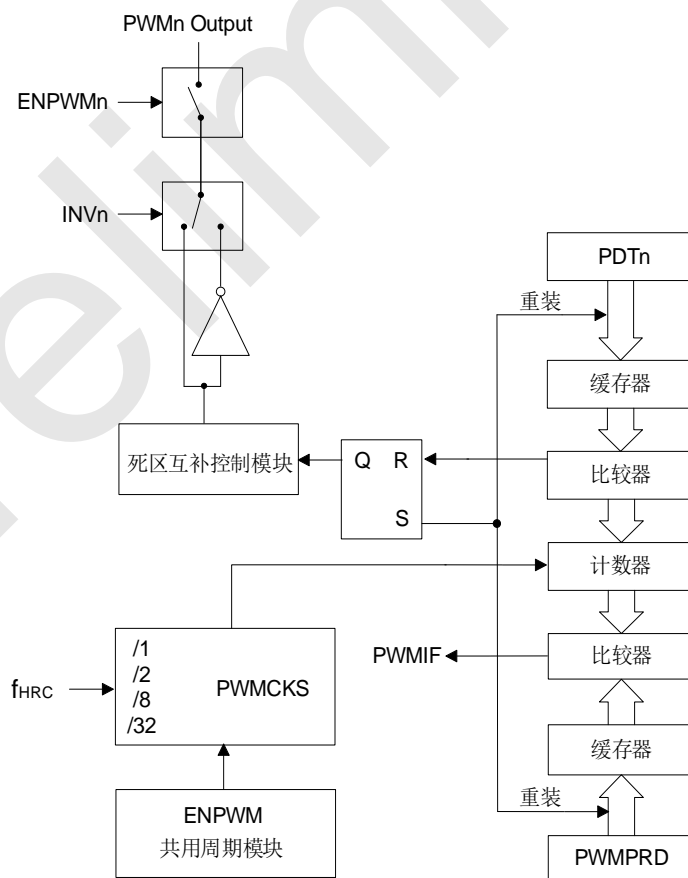 PWMn Output
ENPWMn
INVn
PDTn
重装
缓存器
死区互补控制模块
Q R
S
比较器
计数器
/1
/2
/8
/32
PWMCKS
fHRC
PWMIF
比较器
缓存器
重装
ENPWM
共用周期模块
PWMPRD
elimi